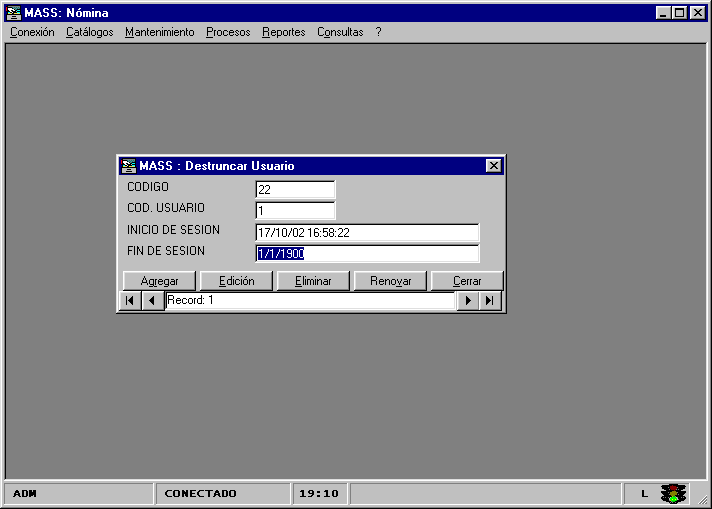 MASS: Nómina
Conexión Catálogos Mantenimiento Procesos Reportes Consultas ?
MASS : Destruncar Usuario
CODIGO 22
COD. USUARIO 1
INICIO DE SESION 17/10/02 16:58:22
FIN DE SESION 1/1/1900
Agregar Edición Eliminar Renovar Cerrar
Record: 1
ADM CONECTADO 19:10 L